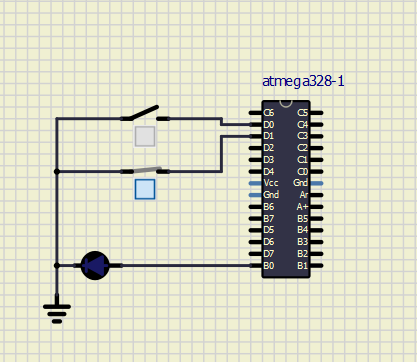 atmega328-1
C6 C5
D0 C4
D1 C3
D2 C2
D3 C1
D4 C0
Vcc Gnd
Gnd Ar
B6 A+
B7 B5
D5 B4
D6 B3
D7 B2
B0 B1